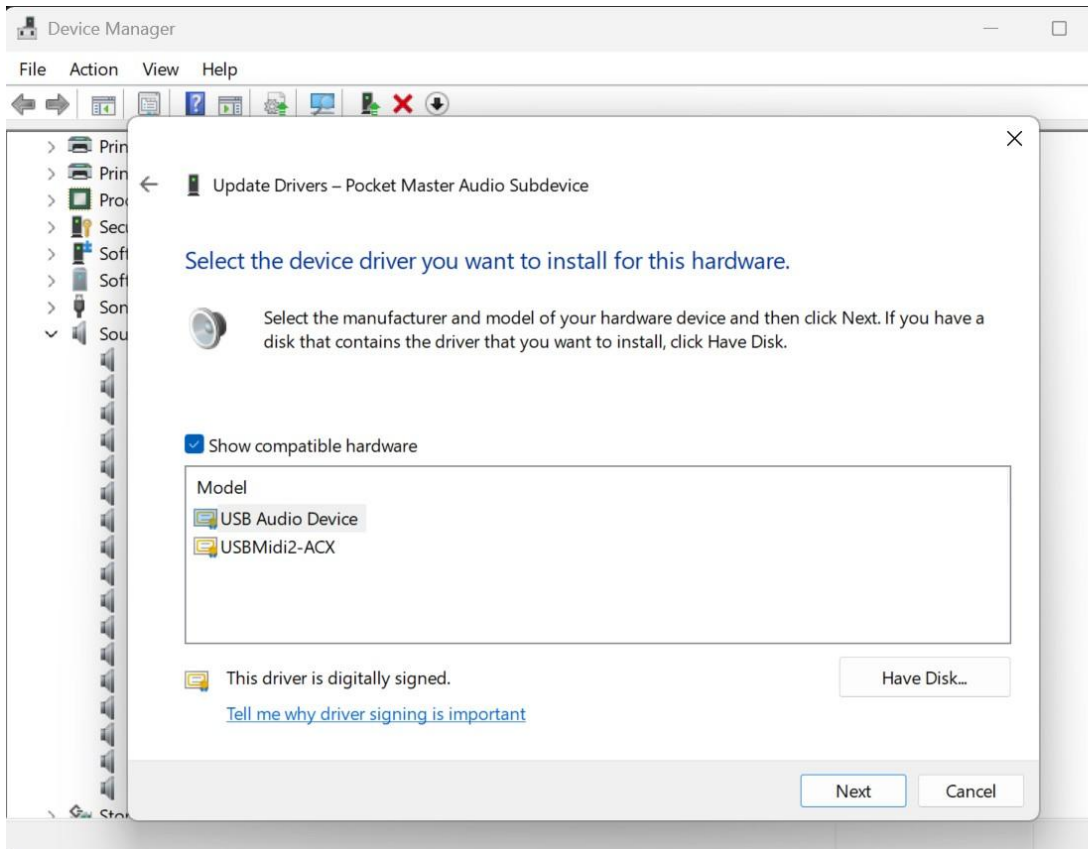 Device Manager
File Action View Help
Prin
Prin
Proc
Secu
Soft
Soft
Son
Sou
Stor
Update Drivers – Pocket Master Audio Subdevice
Select the device driver you want to install for this hardware.
Select the manufacturer and model of your hardware device and then click Next. If you have a
disk that contains the driver that you want to install, click Have Disk.
Show compatible hardware
Model
USB Audio Device
USBMidi2-ACX
This driver is digitally signed.
Have Disk...
Tell me why driver signing is important
Next Cancel